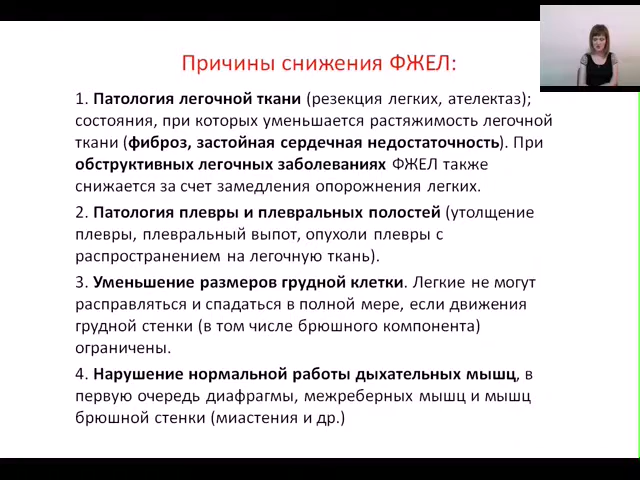 Причины снижения ФЖЕЛ:
1. Патология легочной ткани (резекция легких, ателектаз);
состояния, при которых уменьшается растяжимость легочной
ткани (фиброз, застойная сердечная недостаточность). При
обструктивных легочных заболеваниях ФЖЕЛ также
снижается за счет замедления опорожнения легких.
2. Патология плевры и плевральных полостей (утолщение
плевры, плевральный выпот, опухоли плевры с
распространением на легочную ткань).
3. Уменьшение размеров грудной клетки. Легкие не могут
расправляться и спадаться в полной мере, если движения
грудной стенки (в том числе брюшного компонента)
ограничены.
4. Нарушение нормальной работы дыхательных мышц, в
первую очередь диафрагмы, межреберных мышц и мышц
брюшной стенки (миастения и др.)